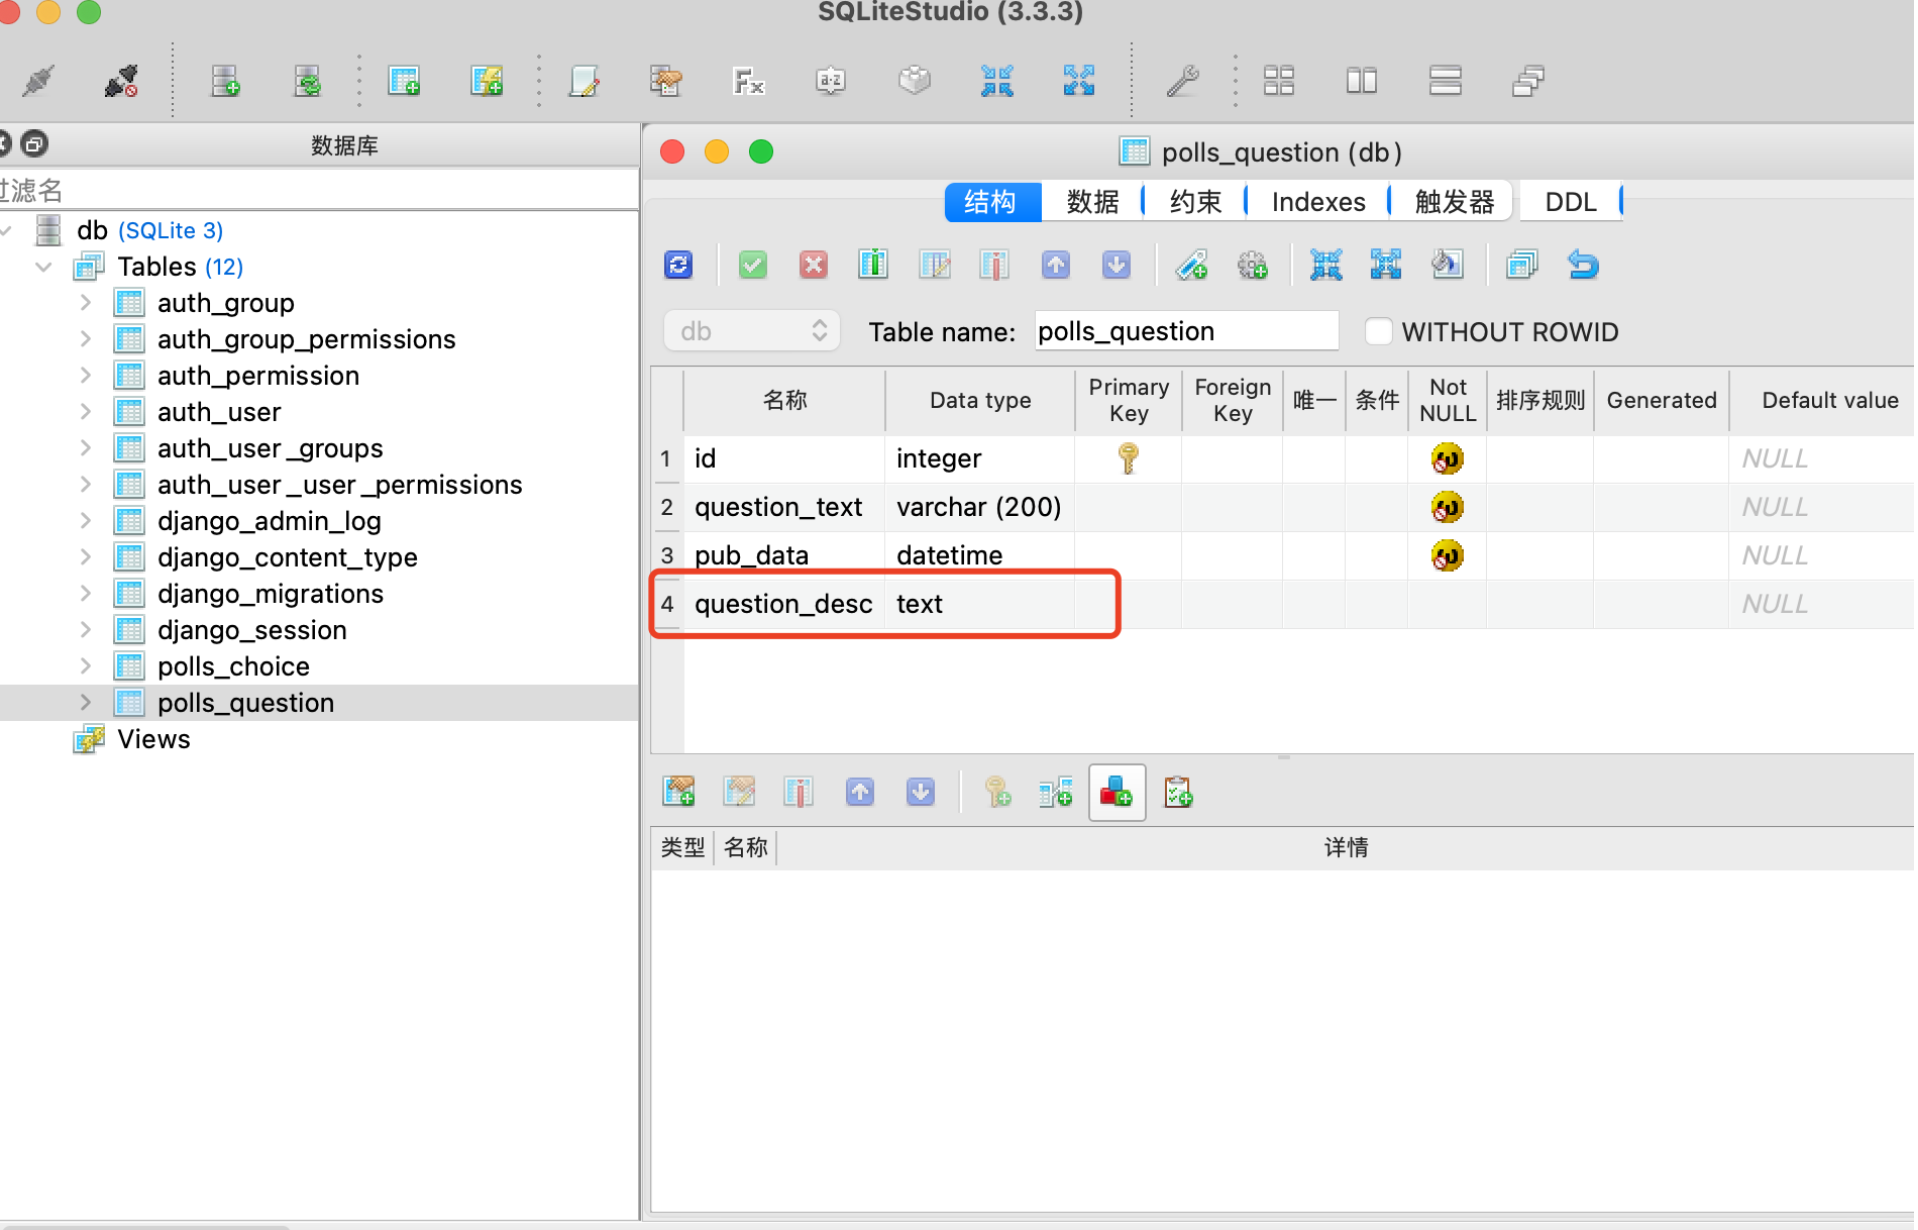 SQLiteStudio (3.3.3)
数据库
过滤名
db (SQLite 3)
Tables (12)
auth_group
auth_group_permissions
auth_permission
auth_user
auth_user_groups
auth_user_user_permissions
django_admin_log
django_content_type
django_migrations
django_session
polls_choice
polls_question
Views
polls_question (db)
结构 数据 约束 Indexes 触发器 DDL
db Table name: polls_question WITHOUT ROWID
名称 Data type Primary Key Foreign Key 唯一 条件 Not NULL 排序规则 Generated Default value
1 id integer NULL
2 question_text varchar (200) NULL
3 pub_data datetime NULL
4 question_desc text NULL
类型 名称 详情